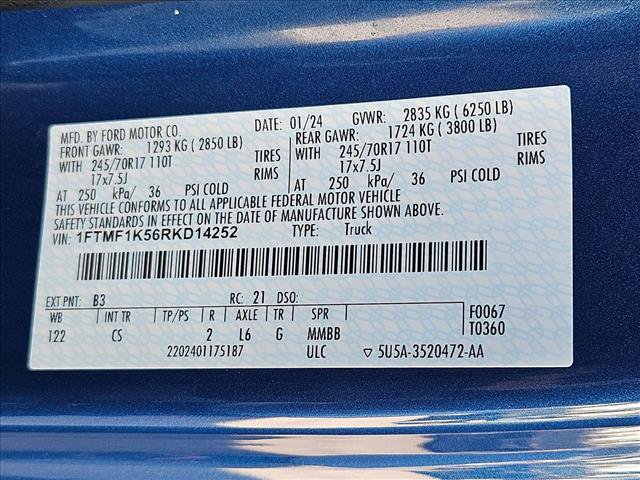 MFD. BY FORD MOTOR CO.
DATE: 01/24 GVWR: 2835 KG ( 6250 LB)
FRONT GAWR: 1293 KG ( 2850 LB)
WITH 245/70R17 110T TIRES
17x7.5J RIMS
AT 250 kPa/ 36 PSI COLD
REAR GAWR: 1724 KG ( 3800 LB)
WITH 245/70R17 110T TIRES
17x7.5J RIMS
AT 250 kPa/ 36 PSI COLD
THIS VEHICLE CONFORMS TO ALL APPLICABLE FEDERAL MOTOR VEHICLE
SAFETY STANDARDS IN EFFECT ON THE DATE OF MANUFACTURE SHOWN ABOVE.
VIN: 1FTMF1K56RKD14252 TYPE: Truck
EXT PNT: B3 RC: 21 DSO:
WB INT TR TP/PS R AXLE TR SPR
122 CS 2 L6 G MMBB
2202401175187 ULC
F0067
T0360
▽ 5U5A-3520472-AA